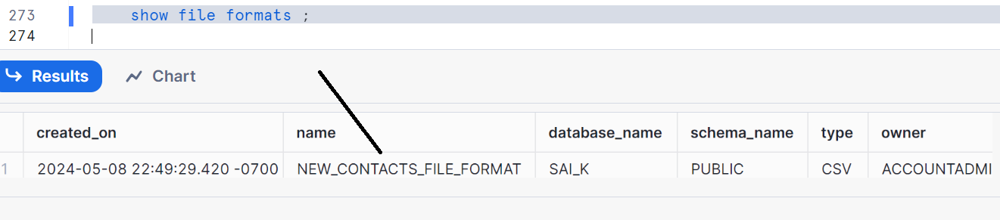 273 show file formats ;
274
Results Chart
created_on name database_name schema_name type owner
1 2024-05-08 22:49:29.420 -0700 NEW_CONTACTS_FILE_FORMAT SAI_K PUBLIC CSV ACCOUNTADMI